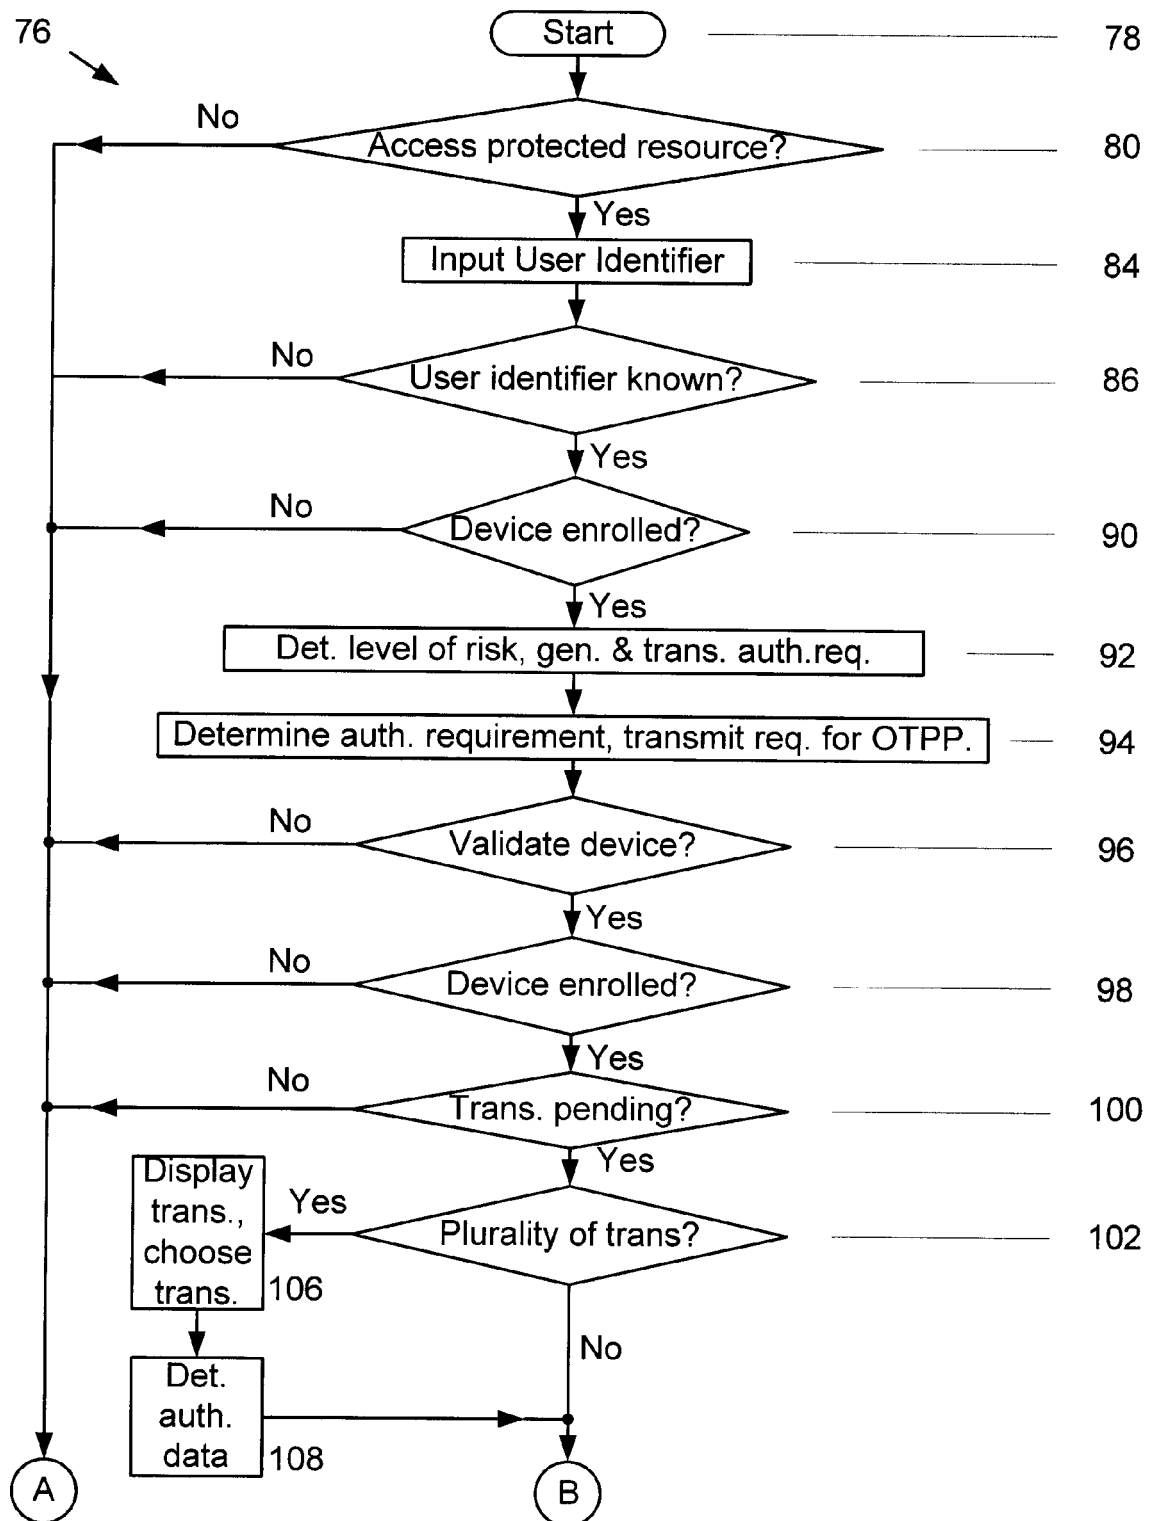 76
Start
78
No
Access protected resource?
80
Yes
Input User Identifier
84
No
User identifier known?
86
Yes
No
Device enrolled?
90
Yes
Det. level of risk, gen. & trans. auth.req.
92
Determine auth. requirement, transmit req. for OTPP.
94
No
Validate device?
96
Yes
No
Device enrolled?
98
Yes
No
Trans. pending?
100
Yes
Display
trans.,
choose
trans.
106
Yes
Plurality of trans?
102
No
Det.
auth.
data
108
A
B